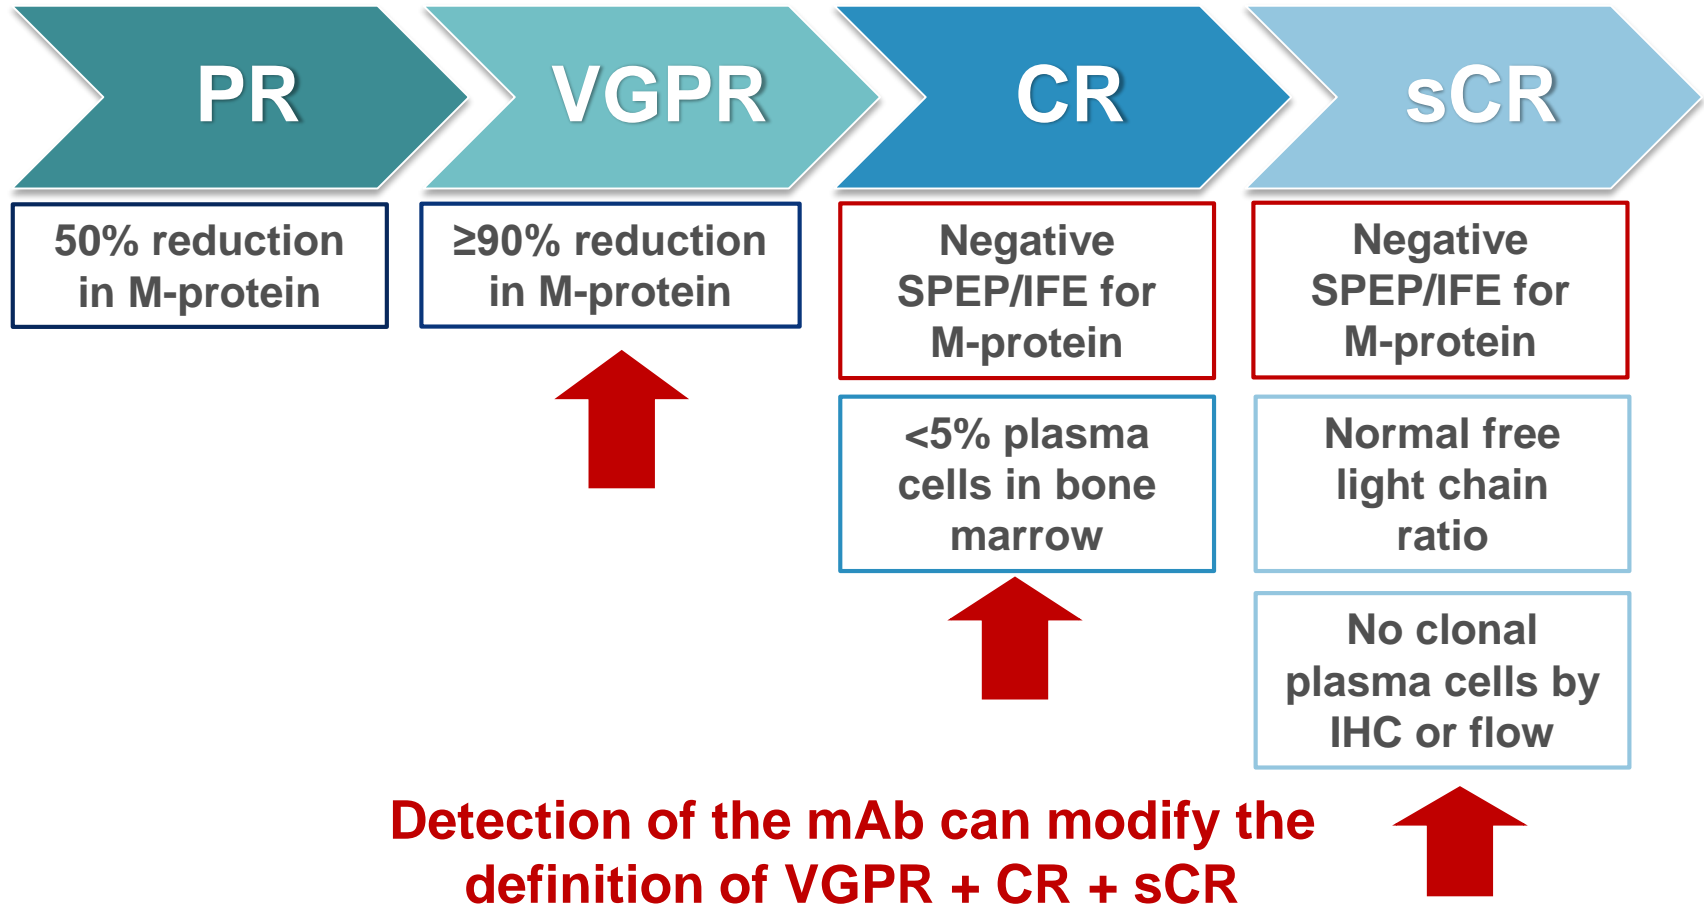 PR
VGPR
CR
sCR
50% reduction
in M-protein
≥90% reduction
in M-protein
Negative
SPEP/IFE for
M-protein
<5% plasma
cells in bone
marrow
Negative
SPEP/IFE for
M-protein
Normal free
light chain
ratio
No clonal
plasma cells by
IHC or flow
Detection of the mAb can modify the
definition of VGPR + CR + sCR